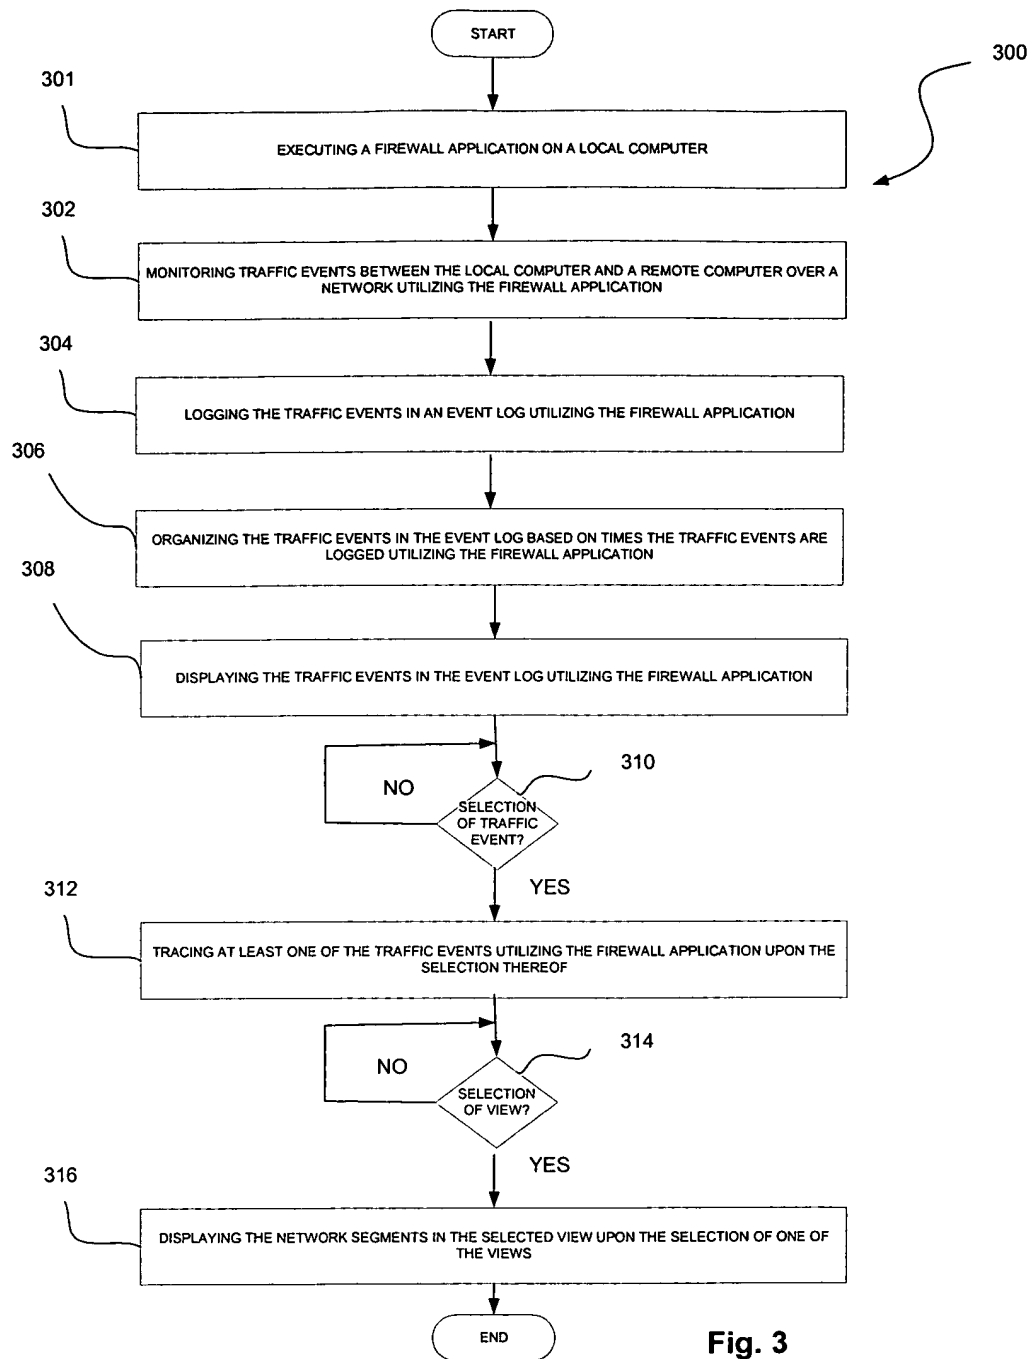 START
300
301
EXECUTING A FIREWALL APPLICATION ON A LOCAL COMPUTER
302
MONITORING TRAFFIC EVENTS BETWEEN THE LOCAL COMPUTER AND A REMOTE COMPUTER OVER A
NETWORK UTILIZING THE FIREWALL APPLICATION
304
LOGGING THE TRAFFIC EVENTS IN AN EVENT LOG UTILIZING THE FIREWALL APPLICATION
306
ORGANIZING THE TRAFFIC EVENTS IN THE EVENT LOG BASED ON TIMES THE TRAFFIC EVENTS ARE
LOGGED UTILIZING THE FIREWALL APPLICATION
308
DISPLAYING THE TRAFFIC EVENTS IN THE EVENT LOG UTILIZING THE FIREWALL APPLICATION
310
NO
SELECTION
OF TRAFFIC
EVENT?
YES
312
TRACING AT LEAST ONE OF THE TRAFFIC EVENTS UTILIZING THE FIREWALL APPLICATION UPON THE
SELECTION THEREOF
314
NO
SELECTION
OF VIEW?
YES
316
DISPLAYING THE NETWORK SEGMENTS IN THE SELECTED VIEW UPON THE SELECTION OF ONE OF
THE VIEWS
END
Fig. 3